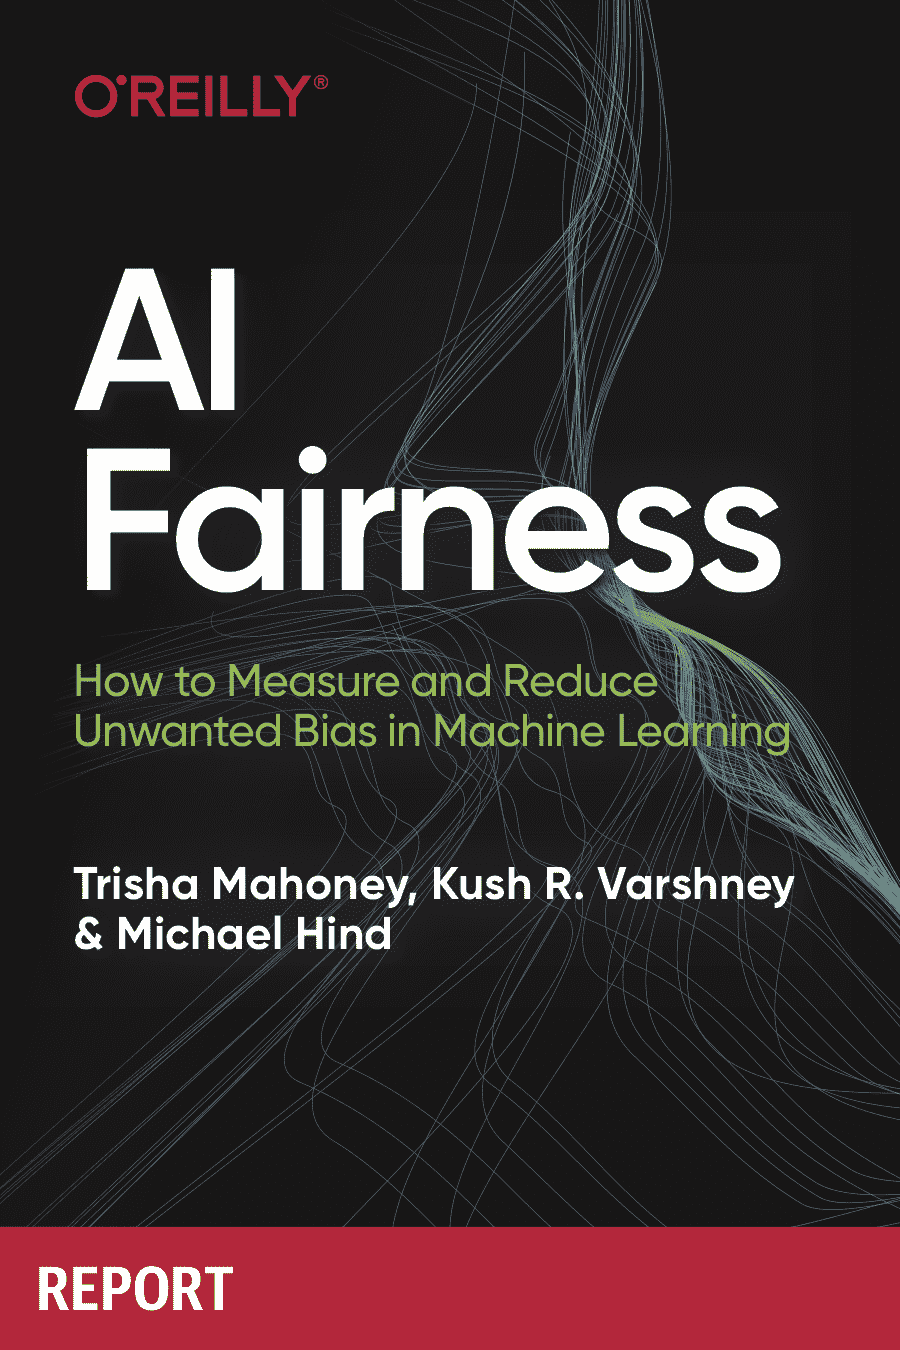 O'REILLY®
AI
Fairness
How to Measure and Reduce
Unwanted Bias in Machine Learning
Trisha Mahoney, Kush R. Varshney
& Michael Hind
REPORT